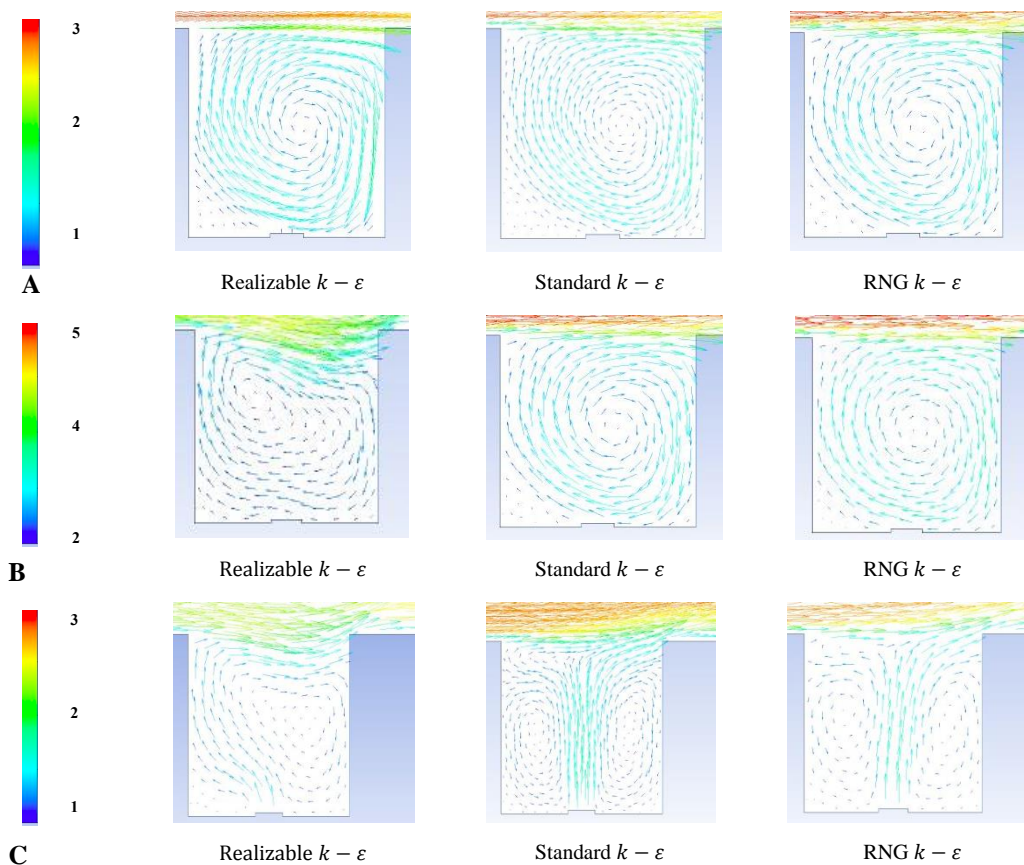 3
2
1
A
Realizable 𝑘 − 𝜀
Standard 𝑘 − 𝜀
RNG 𝑘 − 𝜀
5
4
2
B
Realizable 𝑘 − 𝜀
Standard 𝑘 − 𝜀
RNG 𝑘 − 𝜀
3
2
1
C
Realizable 𝑘 − 𝜀
Standard 𝑘 − 𝜀
RNG 𝑘 − 𝜀